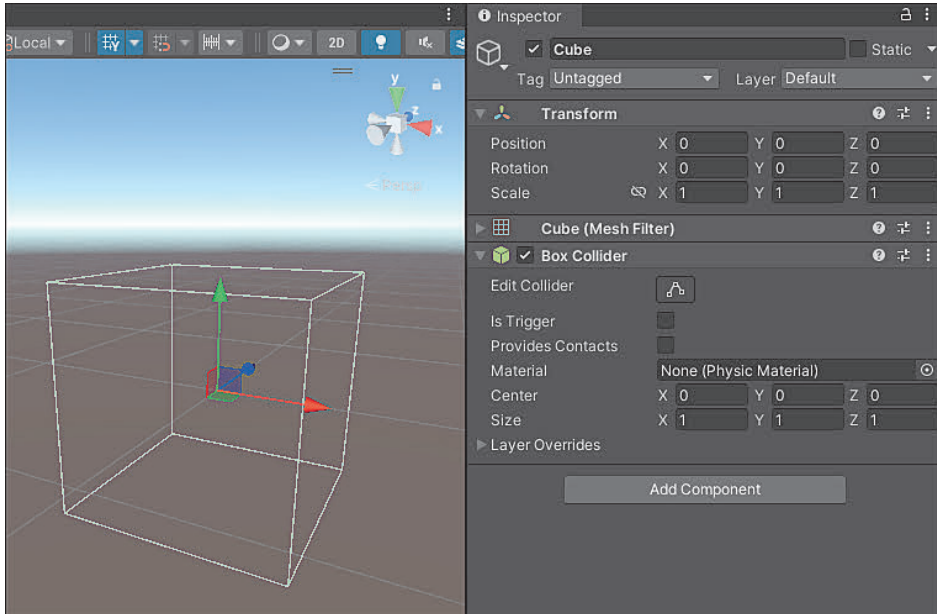 Local
2D
y
z
x
Inspector
Cube
Static
Tag Untagged
Layer Default
Transform
Position X 0 Y 0 Z 0
Rotation X 0 Y 0 Z 0
Scale X 1 Y 1 Z 1
Cube (Mesh Filter)
Box Collider
Edit Collider
Is Trigger
Provides Contacts
Material None (Physic Material)
Center X 0 Y 0 Z 0
Size X 1 Y 1 Z 1
Layer Overrides
Add Component